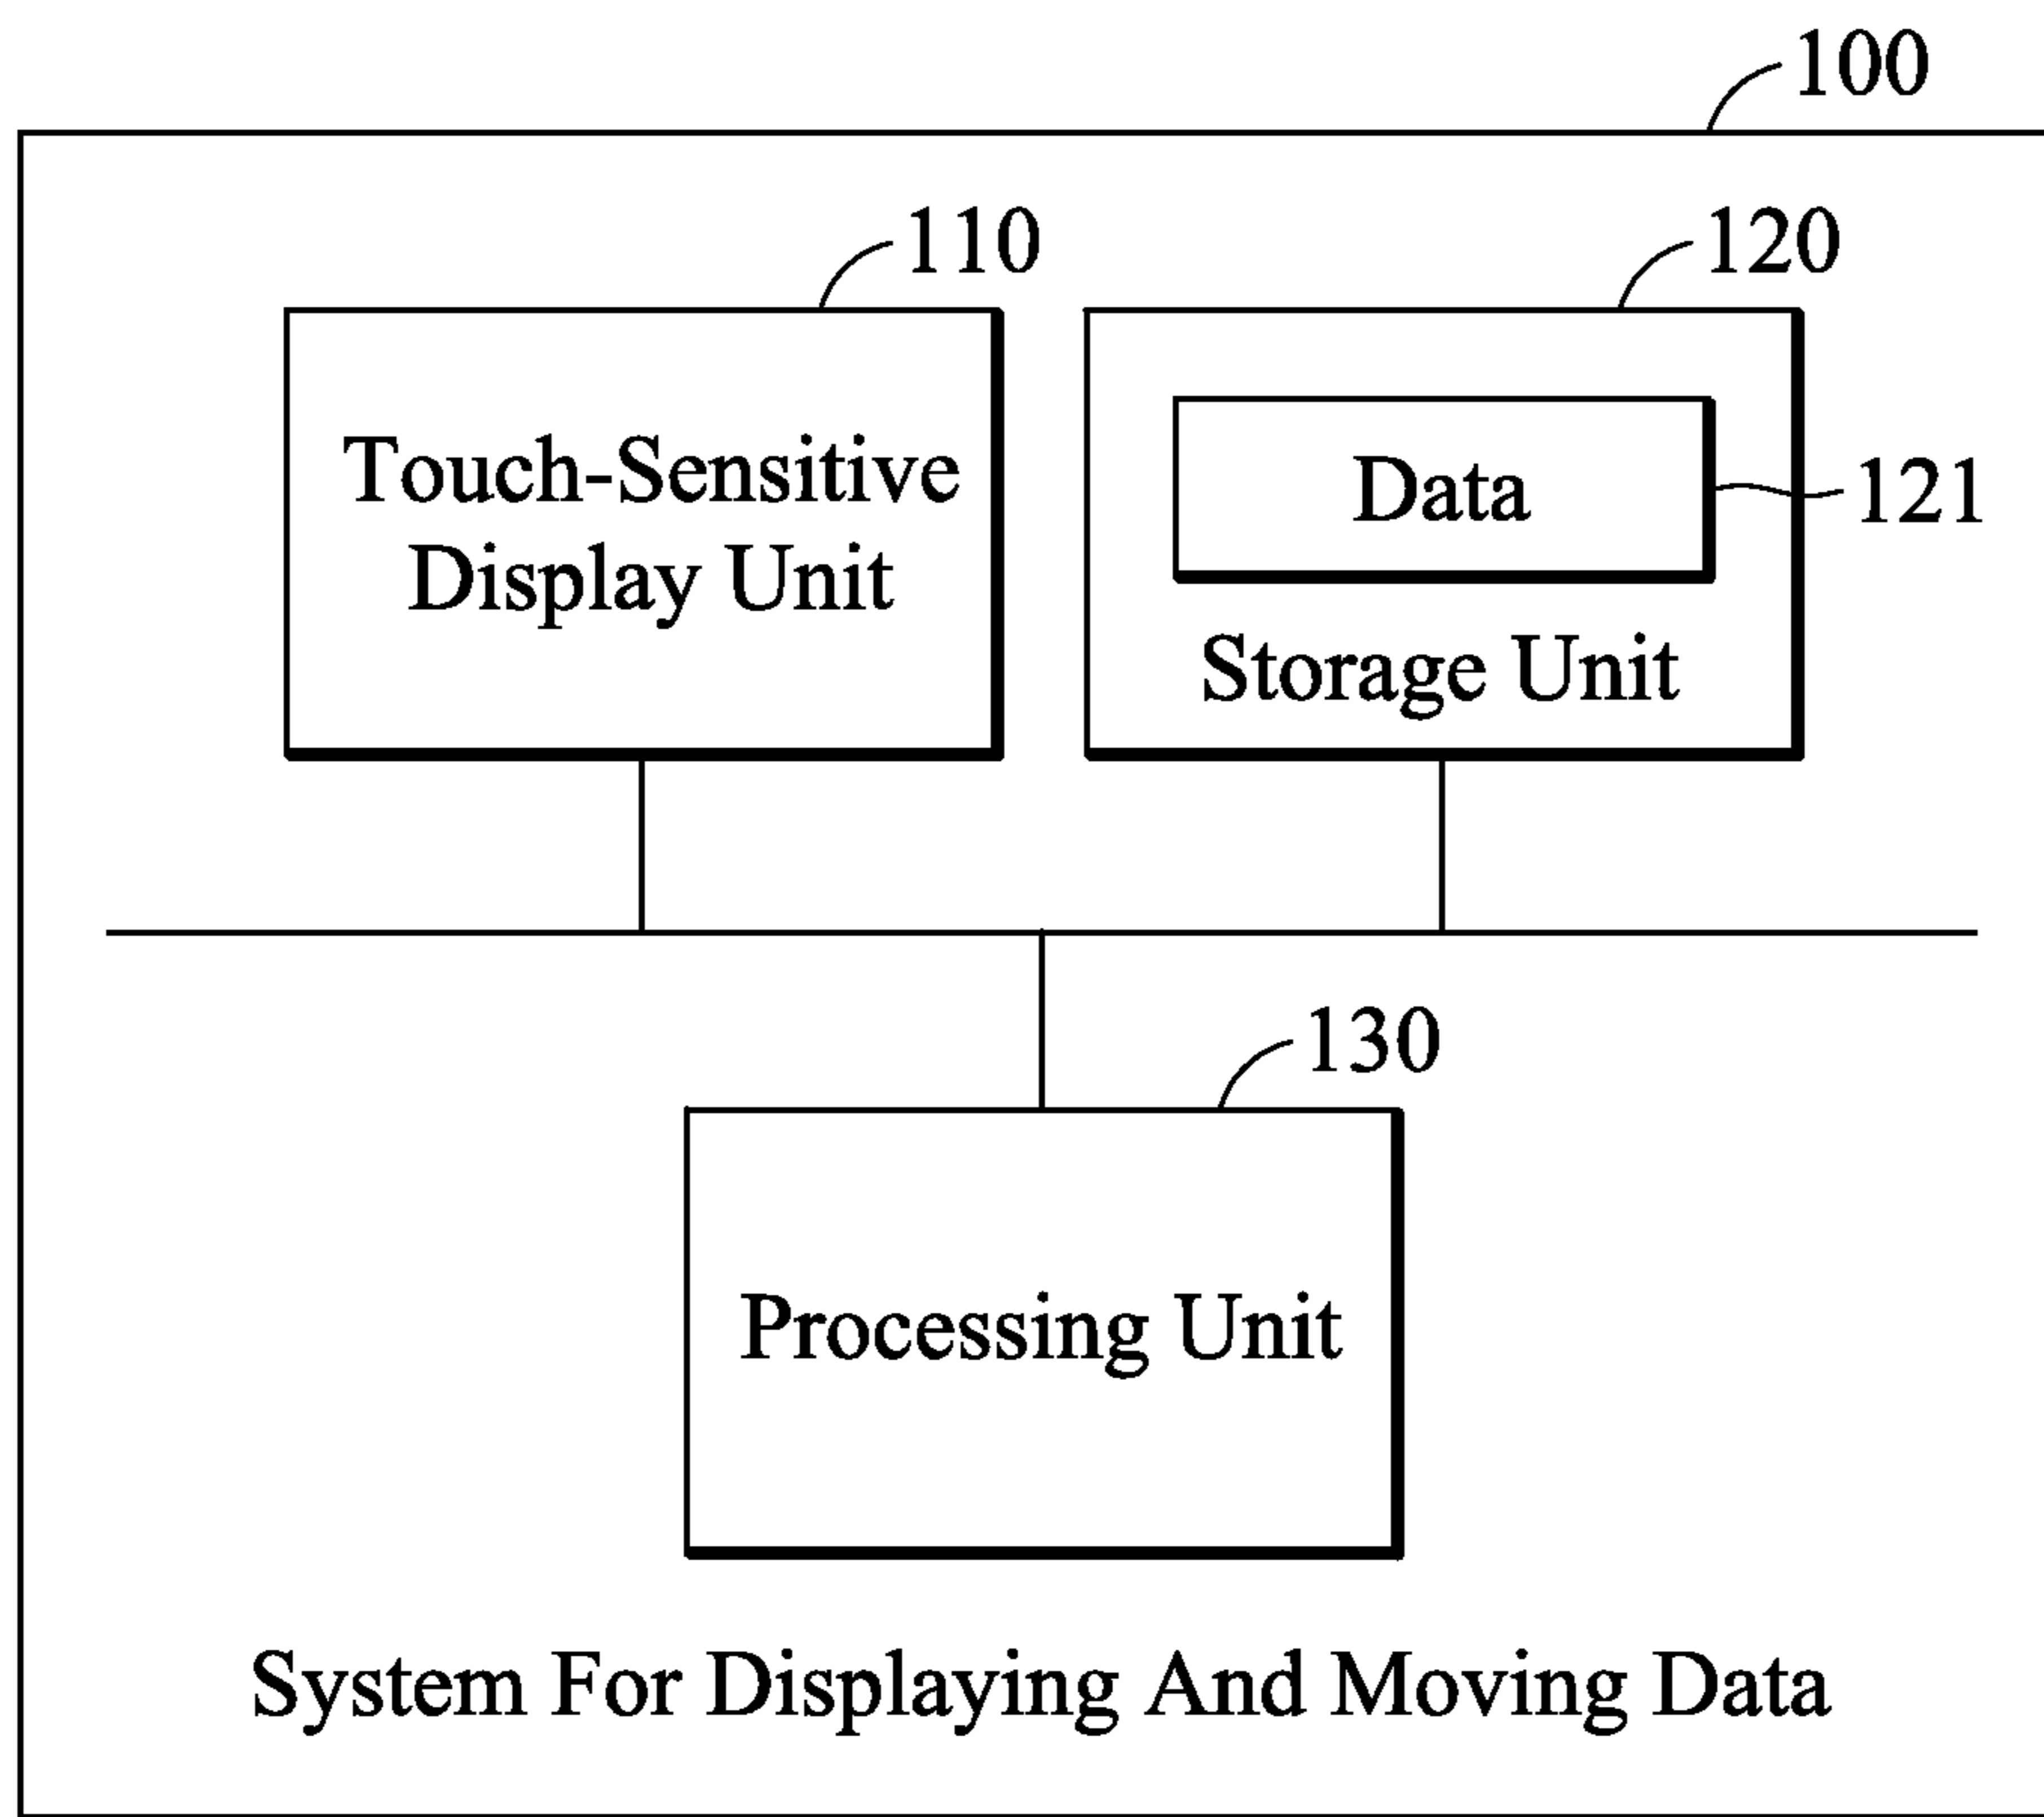 100
110
120
Touch-Sensitive
Display Unit
Data
121
Storage Unit
130
Processing Unit
System For Displaying And Moving Data